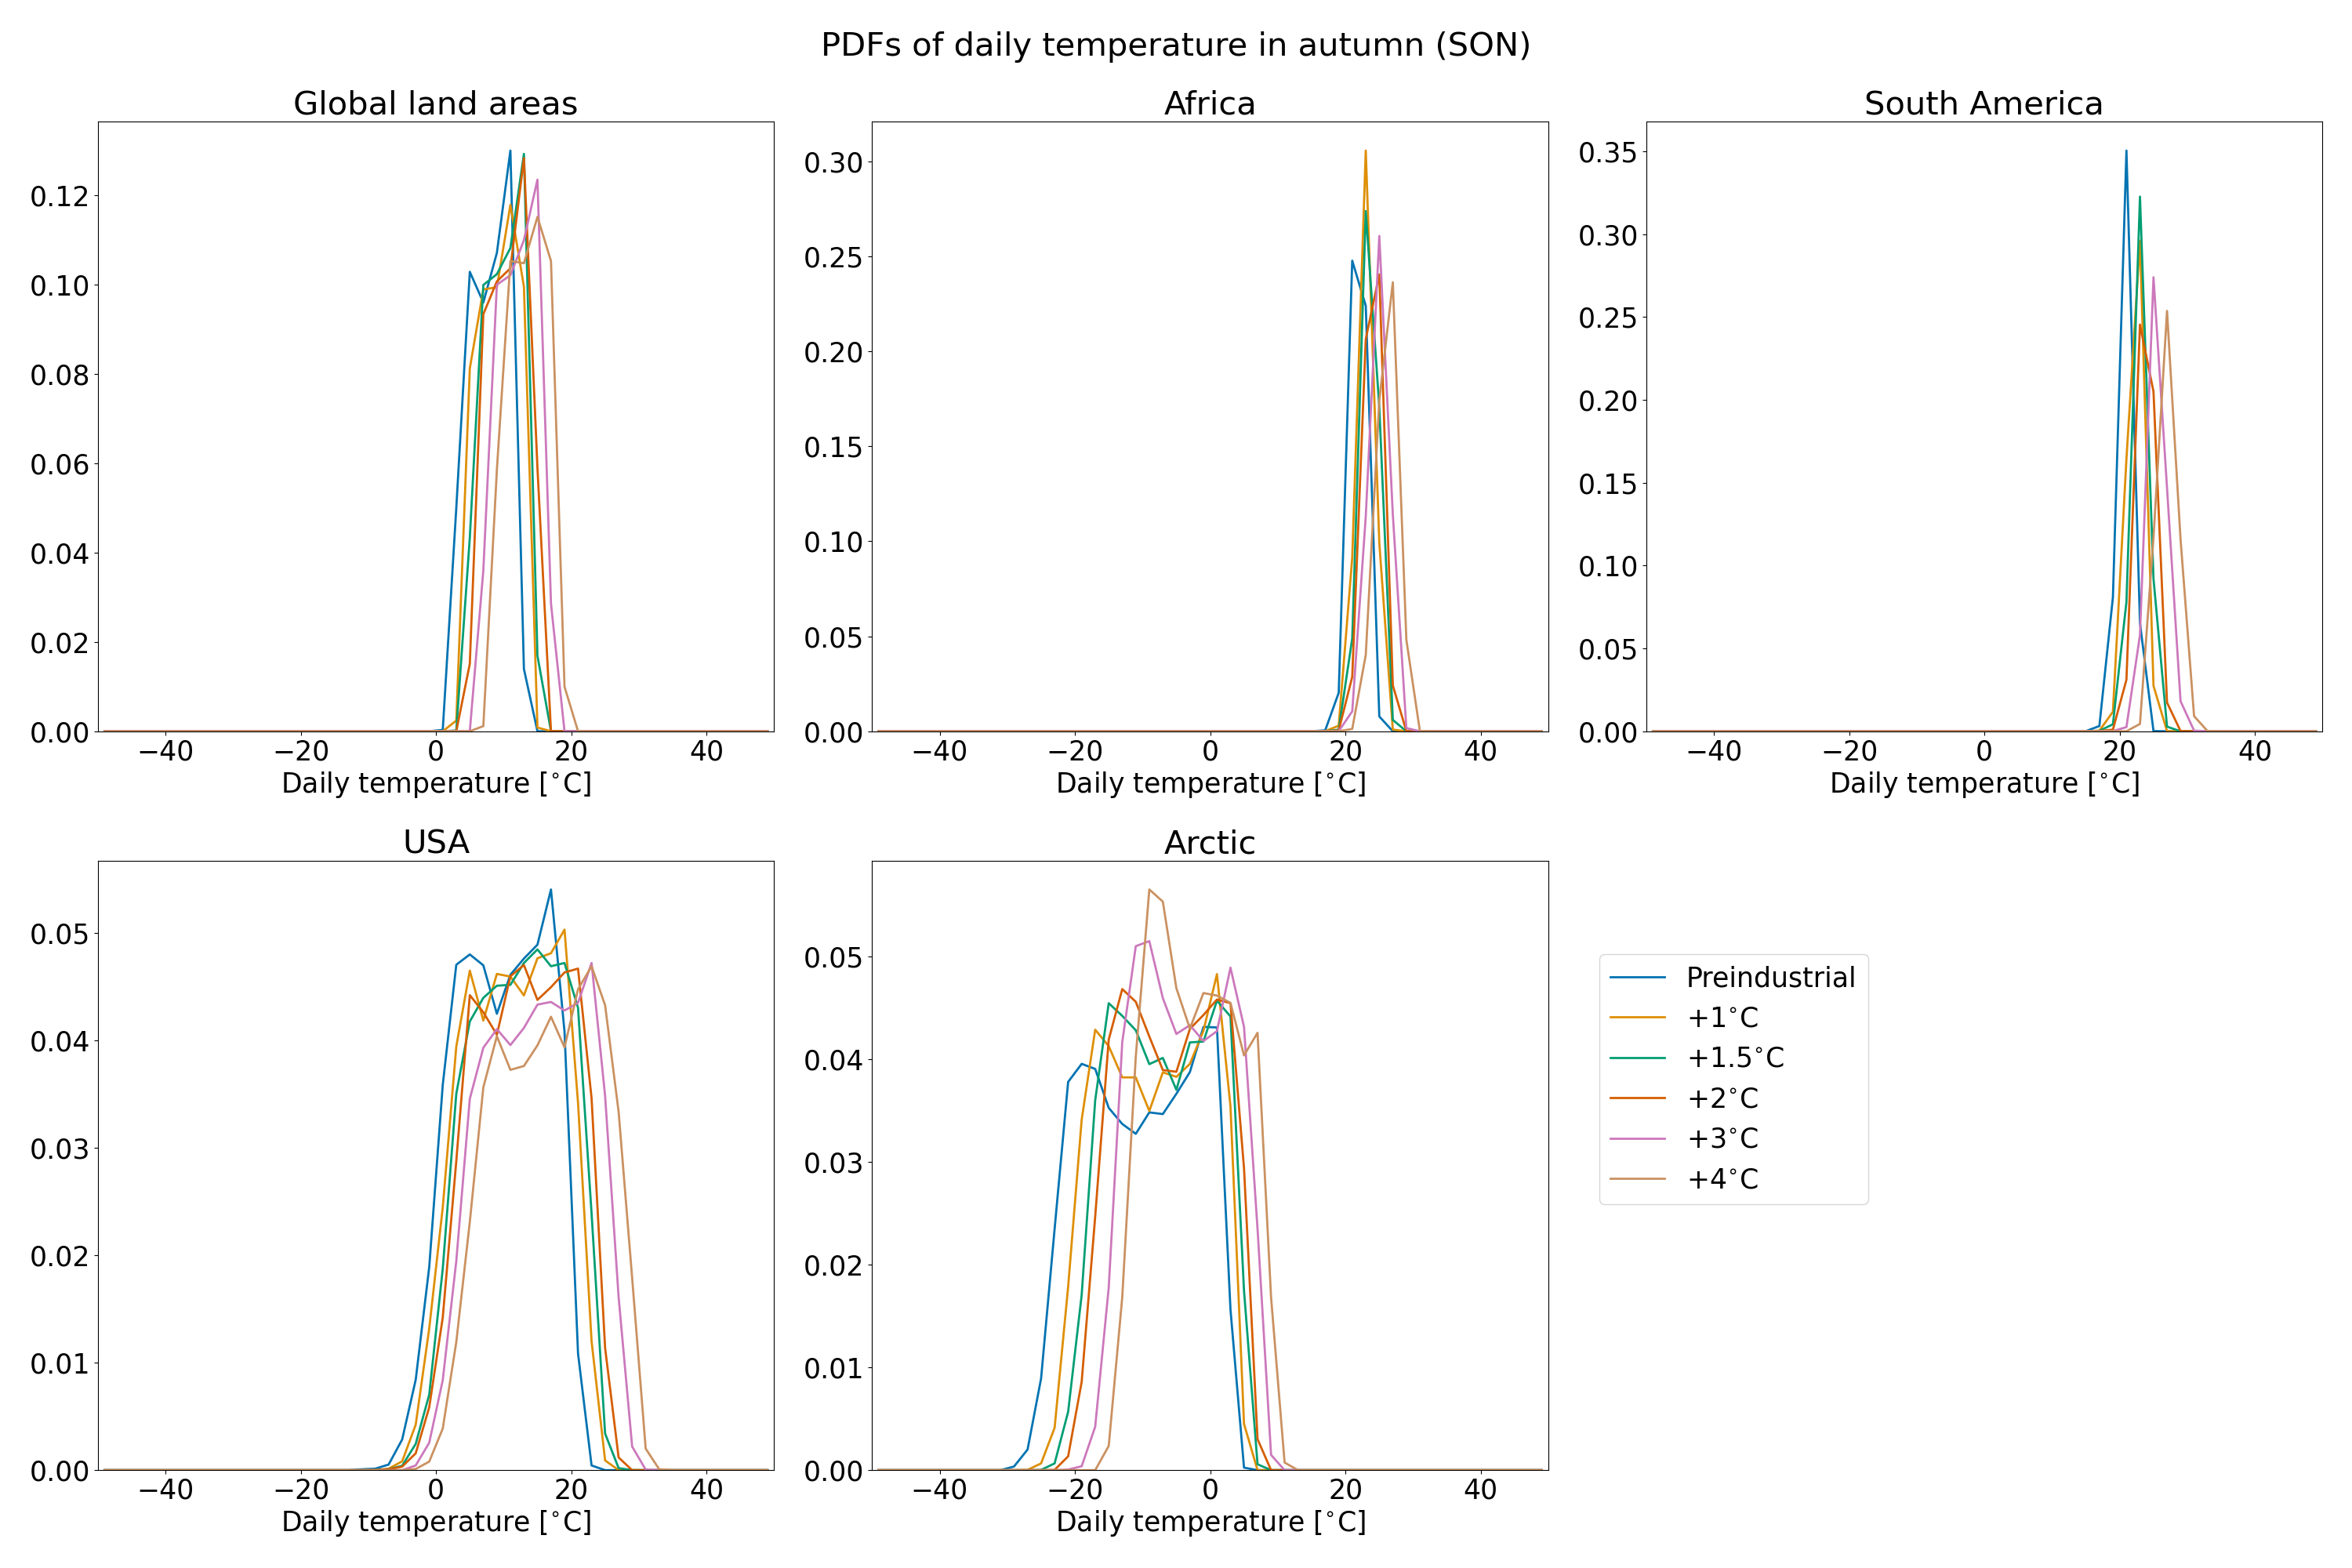 PDFs of daily temperature in autumn (SON)
Global land areas
0.12
0.10
0.08
0.06
0.04
0.02
0.00
−40 −20 0 20 40
Daily temperature [°C]
Africa
0.30
0.25
0.20
0.15
0.10
0.05
0.00
−40 −20 0 20 40
Daily temperature [°C]
South America
0.35
0.30
0.25
0.20
0.15
0.10
0.05
0.00
−40 −20 0 20 40
Daily temperature [°C]
USA
0.05
0.04
0.03
0.02
0.01
0.00
−40 −20 0 20 40
Daily temperature [°C]
Arctic
0.05
0.04
0.03
0.02
0.01
0.00
−40 −20 0 20 40
Daily temperature [°C]
Preindustrial
+1°C
+1.5°C
+2°C
+3°C
+4°C